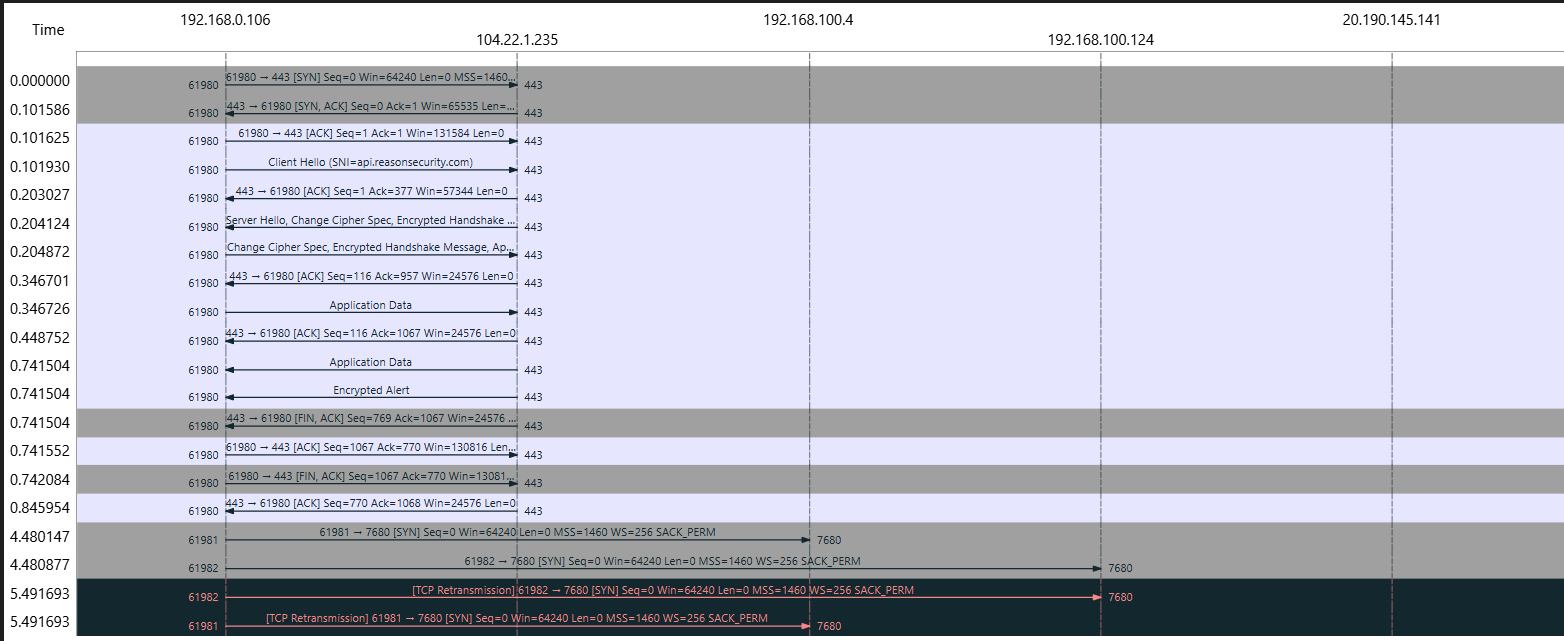 192.168.0.106 192.168.100.4 20.190.145.141
Time
104.22.1.235 192.168.100.124
0.000000 61980 61980 → 443 [SYN] Seq=0 Win=64240 Len=0 MSS=1460... 443
0.101586 61980 443 → 61980 [SYN, ACK] Seq=0 Ack=1 Win=65535 Len=... 443
0.101625 61980 61980 → 443 [ACK] Seq=1 Ack=1 Win=131584 Len=0 443
0.101930 61980 Client Hello (SNI=api.reasonsecurity.com) 443
0.203027 61980 443 → 61980 [ACK] Seq=1 Ack=377 Win=57344 Len=0 443
0.204124 61980 Server Hello, Change Cipher Spec, Encrypted Handshake ... 443
0.204872 61980 Change Cipher Spec, Encrypted Handshake Message, Ap... 443
0.346701 61980 443 → 61980 [ACK] Seq=116 Ack=957 Win=24576 Len=0 443
0.346726 61980 Application Data 443
0.448752 61980 443 → 61980 [ACK] Seq=116 Ack=1067 Win=24576 Len=0 443
0.741504 61980 Application Data 443
0.741504 61980 Encrypted Alert 443
0.741504 61980 443 → 61980 [FIN, ACK] Seq=769 Ack=1067 Win=24576 ... 443
0.741552 61980 61980 → 443 [ACK] Seq=1067 Ack=770 Win=130816 Len... 443
0.742084 61980 61980 → 443 [FIN, ACK] Seq=1067 Ack=770 Win=13081... 443
0.845954 61980 443 → 61980 [ACK] Seq=770 Ack=1068 Win=24576 Len=0 443
4.480147 61981 61981 → 7680 [SYN] Seq=0 Win=64240 Len=0 MSS=1460 WS=256 SACK_PERM 7680
4.480877 61982 61982 → 7680 [SYN] Seq=0 Win=64240 Len=0 MSS=1460 WS=256 SACK_PERM 7680
5.491693 61982 [TCP Retransmission] 61982 → 7680 [SYN] Seq=0 Win=64240 Len=0 MSS=1460 WS=256 SACK_PERM 7680
5.491693 61981 [TCP Retransmission] 61981 → 7680 [SYN] Seq=0 Win=64240 Len=0 MSS=1460 WS=256 SACK_PERM 7680